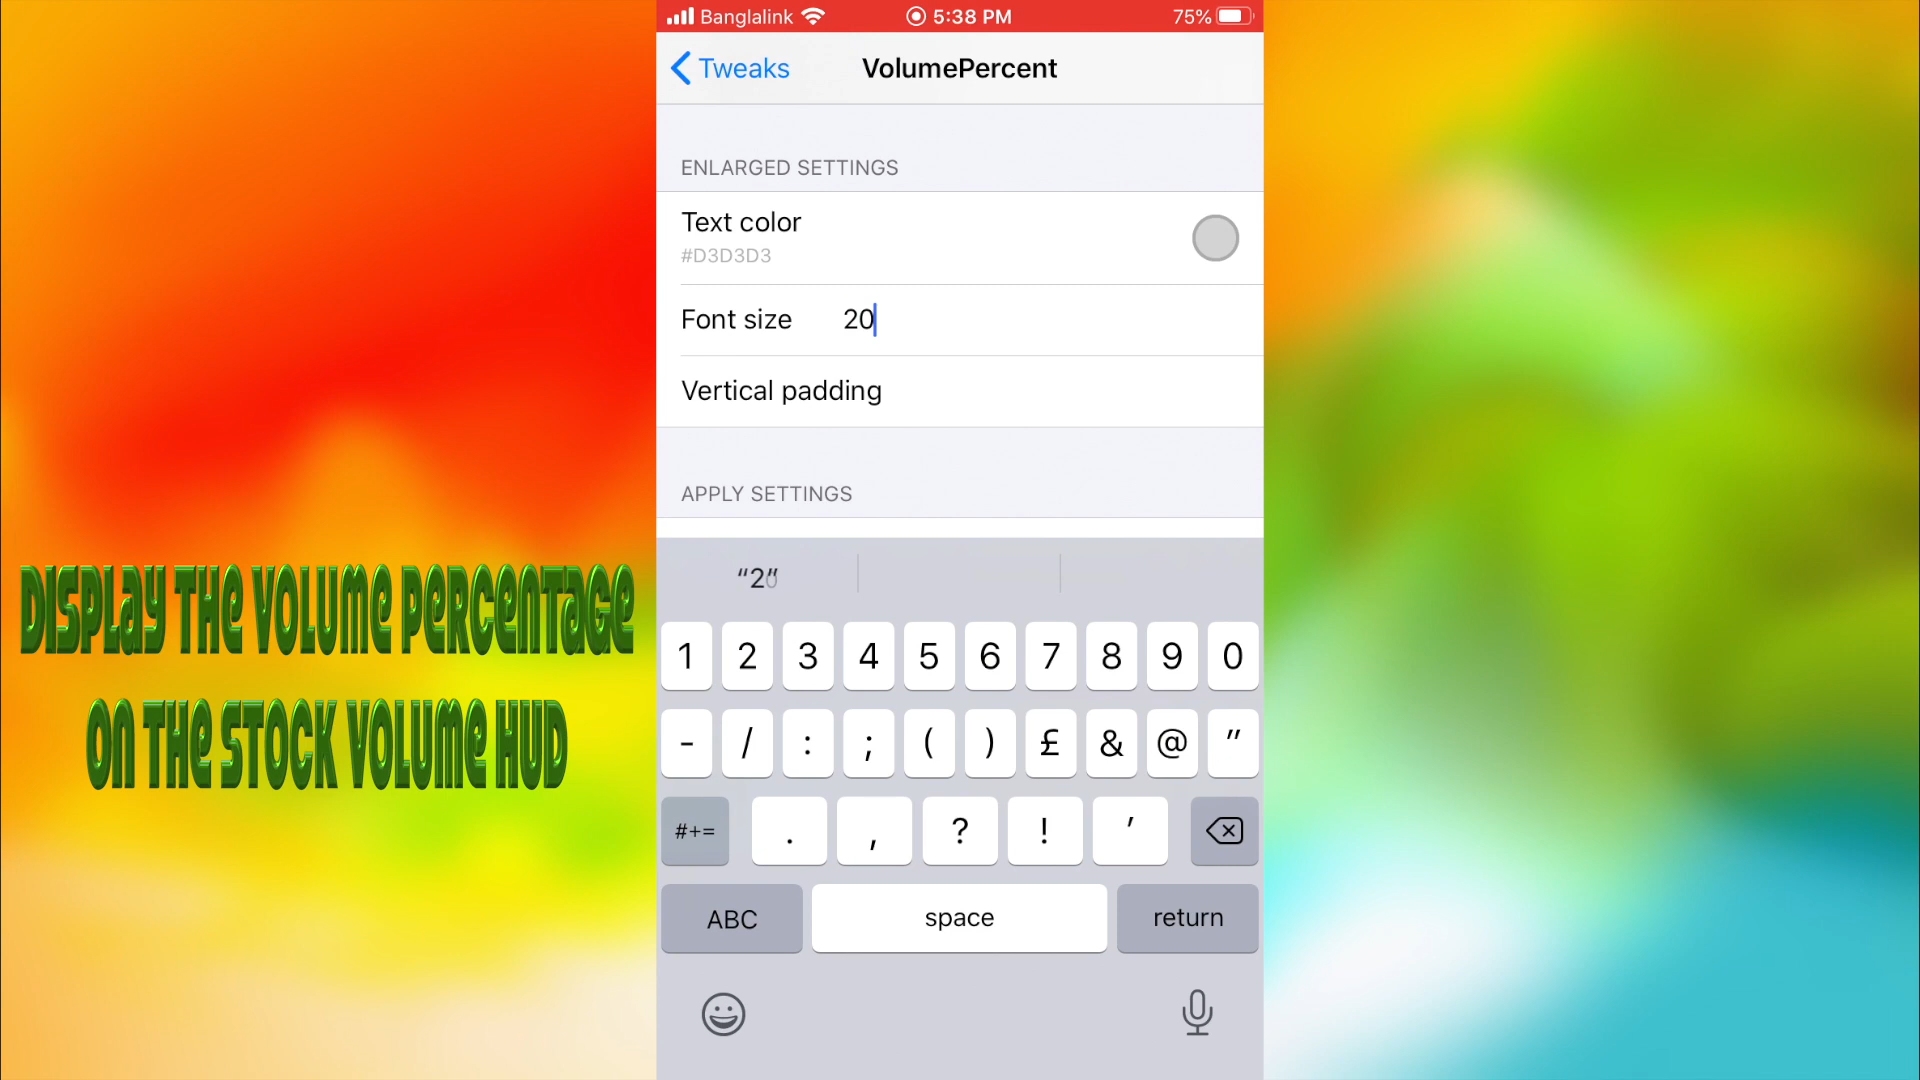 Banglalink 5:38 PM 75%
Tweaks VolumePercent
ENLARGED SETTINGS
Text color
#D3D3D3
Font size 20
Vertical padding
APPLY SETTINGS
DISPLAY THE VOLUME PERCENTAGE
ON THE STOCK VOLUME HUD
“2”
1 2 3 4 5 6 7 8 9 0
- / : ; ( ) £ & @ ”
#+= . , ? ! ’
ABC space return